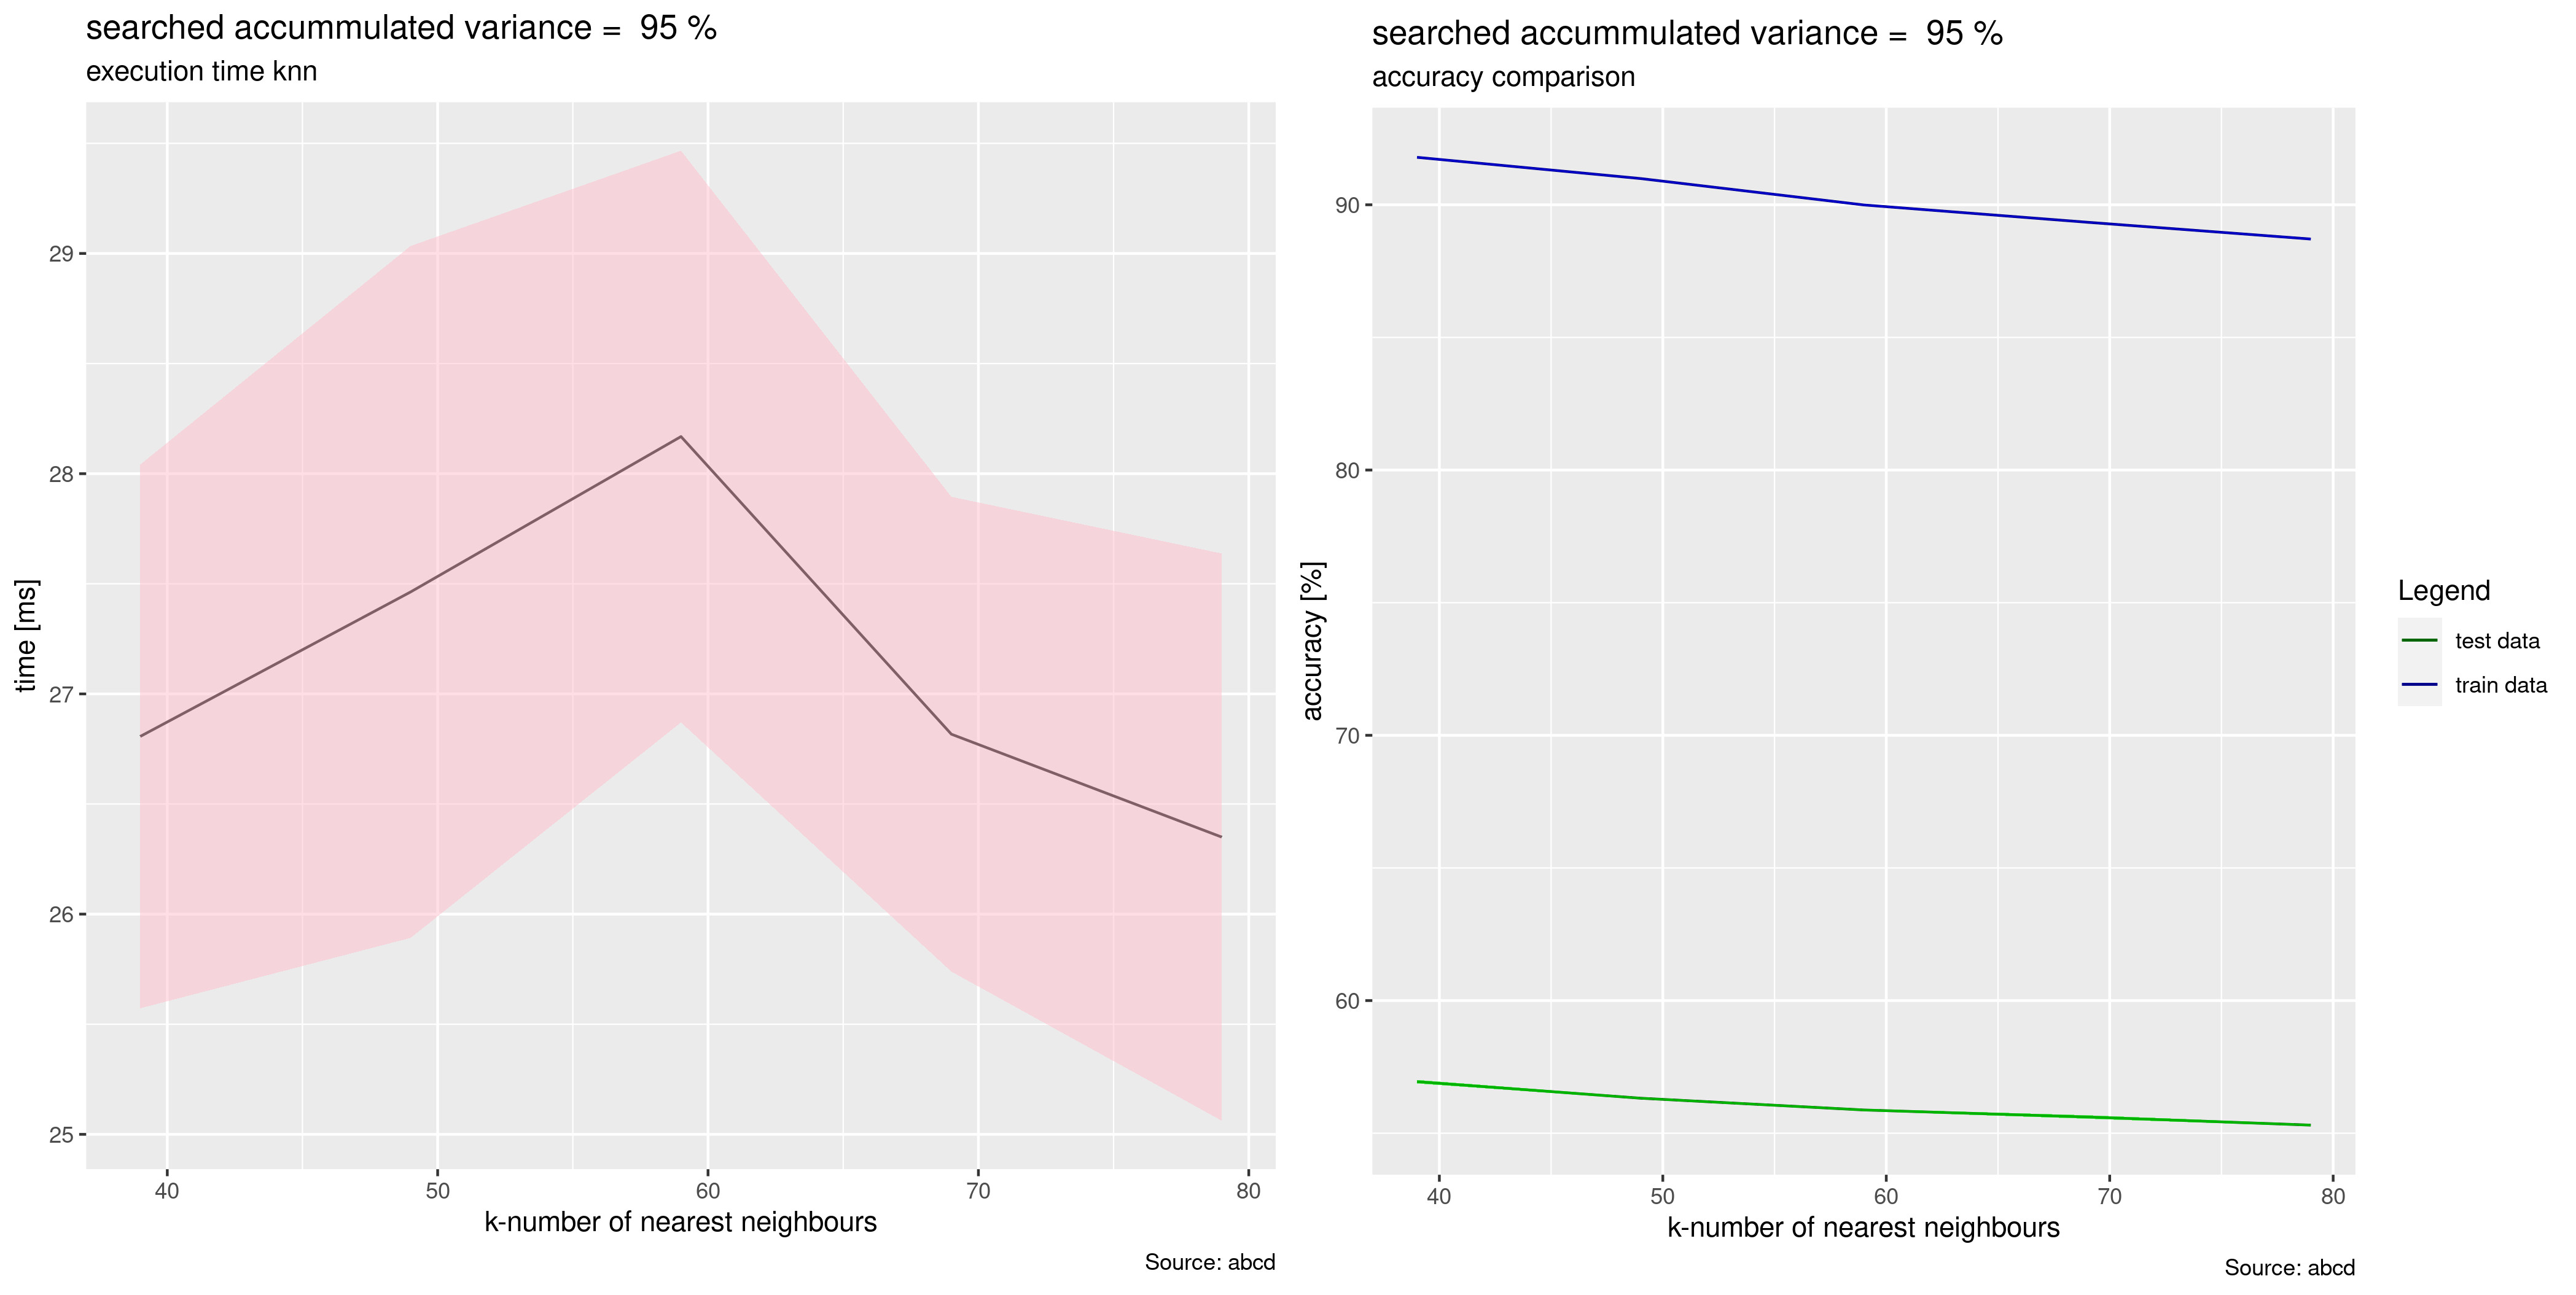 searched accummulated variance =  95 %
execution time knn
29
28
27
26
25
time [ms]
40 50 60 70 80
k-number of nearest neighbours
Source: abcd
searched accummulated variance =  95 %
accuracy comparison
90
80
70
60
accuracy [%]
40 50 60 70 80
k-number of nearest neighbours
Source: abcd
Legend
test data
train data